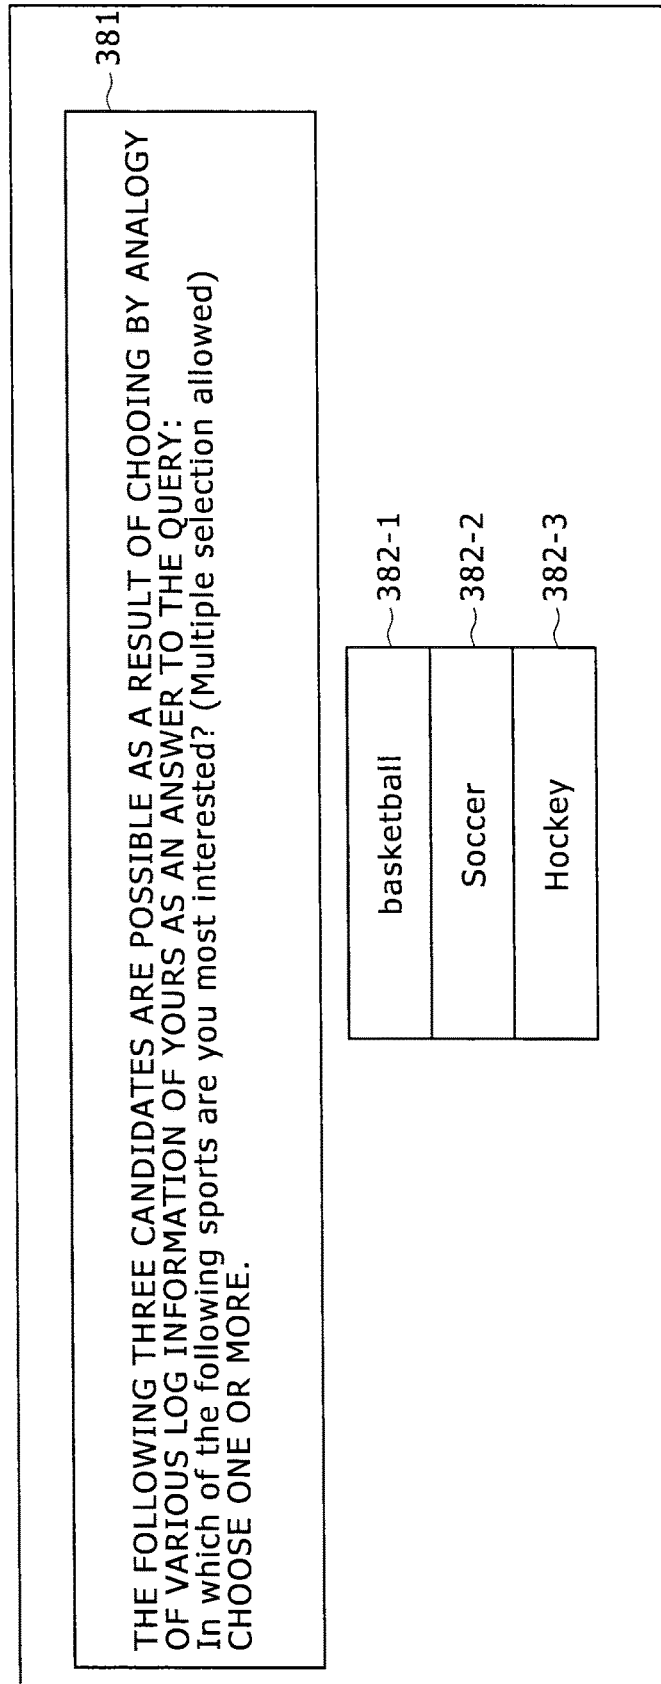 381
THE FOLLOWING THREE CANDIDATES ARE POSSIBLE AS A RESULT OF CHOOING BY ANALOGY
OF VARIOUS LOG INFORMATION OF YOURS AS AN ANSWER TO THE QUERY:
In which of the following sports are you most interested? (Multiple selection allowed)
CHOOSE ONE OR MORE.
basketball 382-1
Soccer 382-2
Hockey 382-3